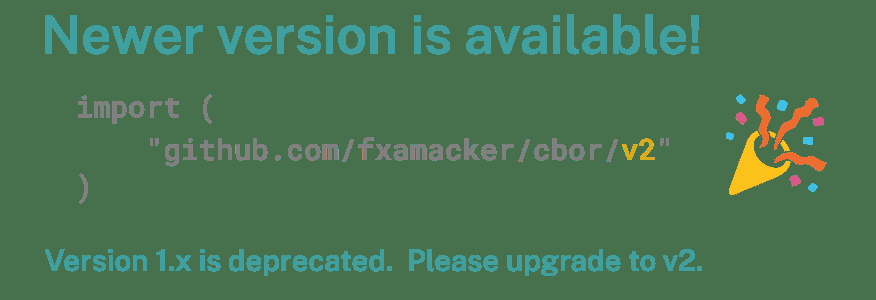 Newer version is available!
import (
"github.com/fxamacker/cbor/v2"
)
Version 1.x is deprecated. Please upgrade to v2.